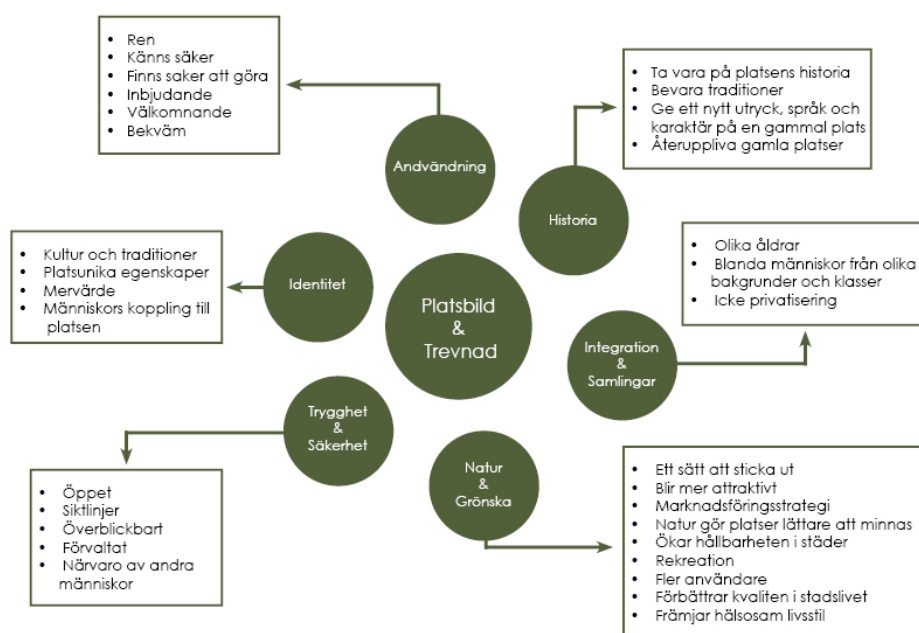 • Ren
• Känns säker
• Finns saker att göra
• Inbjudande
• Välkomnande
• Bekväm
Andvändning
• Ta vara på platsens historia
• Bevara traditioner
• Ge ett nytt utryck, språk och
karaktär på en gammal plats
• Återuppliva gamla platser
Historia
• Kultur och traditioner
• Platsunika egenskaper
• Mervärde
• Människors koppling till
platsen
Identitet
Platsbild
&
Trevnad
• Olika åldrar
• Blanda människor från olika
bakgrunder och klasser
• Icke privatisering
Integration
&
Samlingar
Trygghet
&
Säkerhet
• Öppet
• Siktlinjer
• Överblickbart
• Förvaltat
• Närvaro av andra
människor
Natur
&
Grönska
• Ett sätt att sticka ut
• Blir mer attraktivt
• Marknadsföringsstrategi
• Natur gör platser lättare att minnas
• Ökar hållbarheten i städer
• Rekreation
• Fler användare
• Förbättrar kvaliten i stadslivet
• Främjar hälsosam livsstil